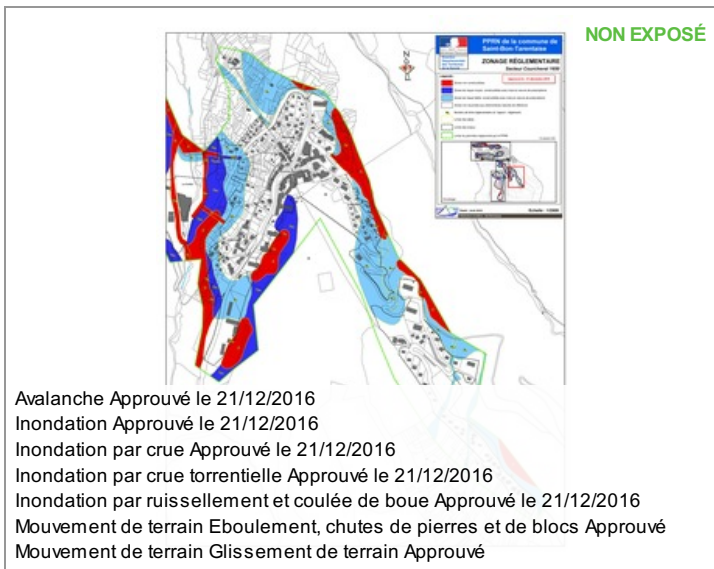 NON EXPOSÉ
PPRN de la commune de
Saint-Bon-Tarentaise
ZONAGE RÉGLEMENTAIRE
Secteur Courchevel 1650
Avalanche Approuvé le 21/12/2016
Inondation Approuvé le 21/12/2016
Inondation par crue Approuvé le 21/12/2016
Inondation par crue torrentielle Approuvé le 21/12/2016
Inondation par ruissellement et coulée de boue Approuvé le 21/12/2016
Mouvement de terrain Eboulement, chutes de pierres et de blocs Approuvé
Mouvement de terrain Glissement de terrain Approuvé